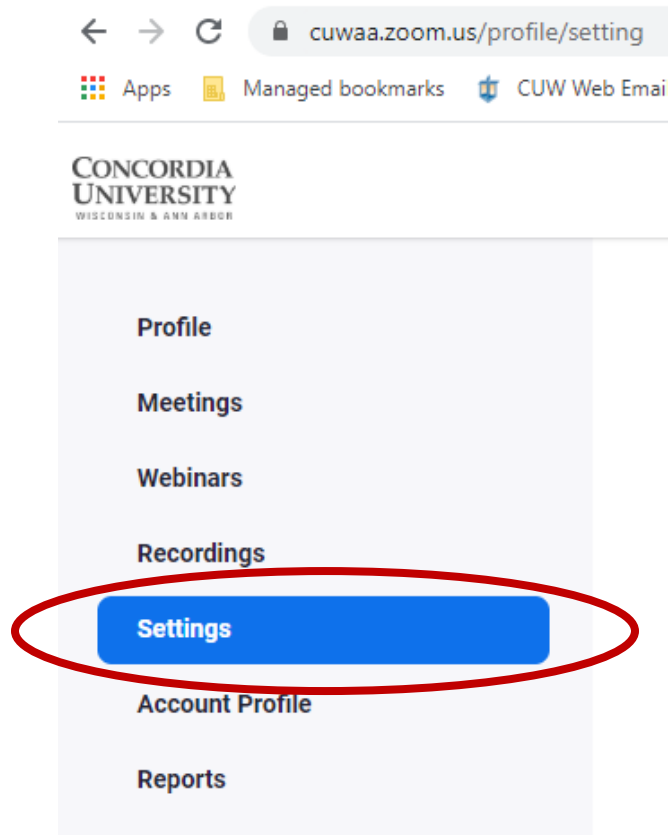 cuwaa.zoom.us/profile/setting
Apps Managed bookmarks CUW Web Emai
CONCORDIA
UNIVERSITY
WISCONSIN & ANN ARBOR
Profile
Meetings
Webinars
Recordings
Settings
Account Profile
Reports